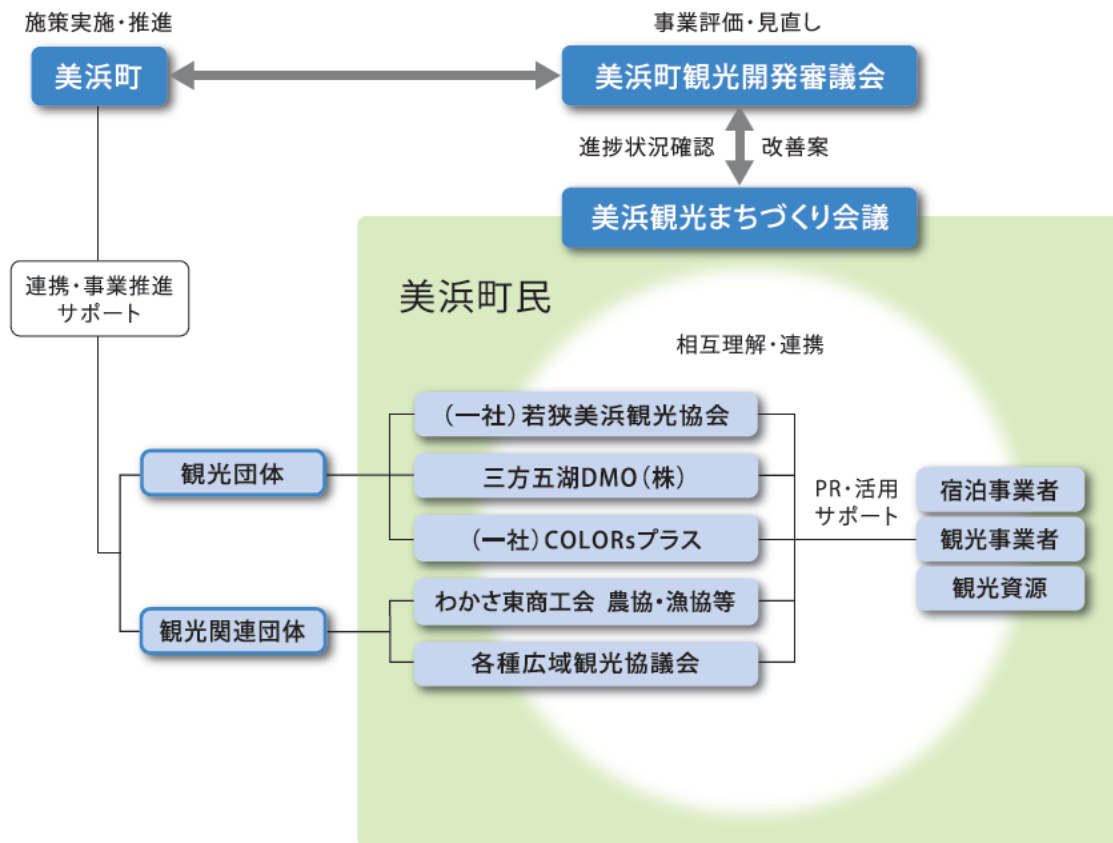 施策実施・推進
事業評価・見直し
美浜町
美浜町観光開発審議会
進捗状況確認
改善案
美浜観光まちづくり会議
連携・事業推進
サポート
美浜町民
相互理解・連携
(一社)若狭美浜観光協会
観光団体
三方五湖DMO(株)
(一社)COLORsプラス
PR・活用
サポート
宿泊事業者
観光事業者
観光資源
わかさ東商工会 農協・漁協等
観光関連団体
各種広域観光協議会